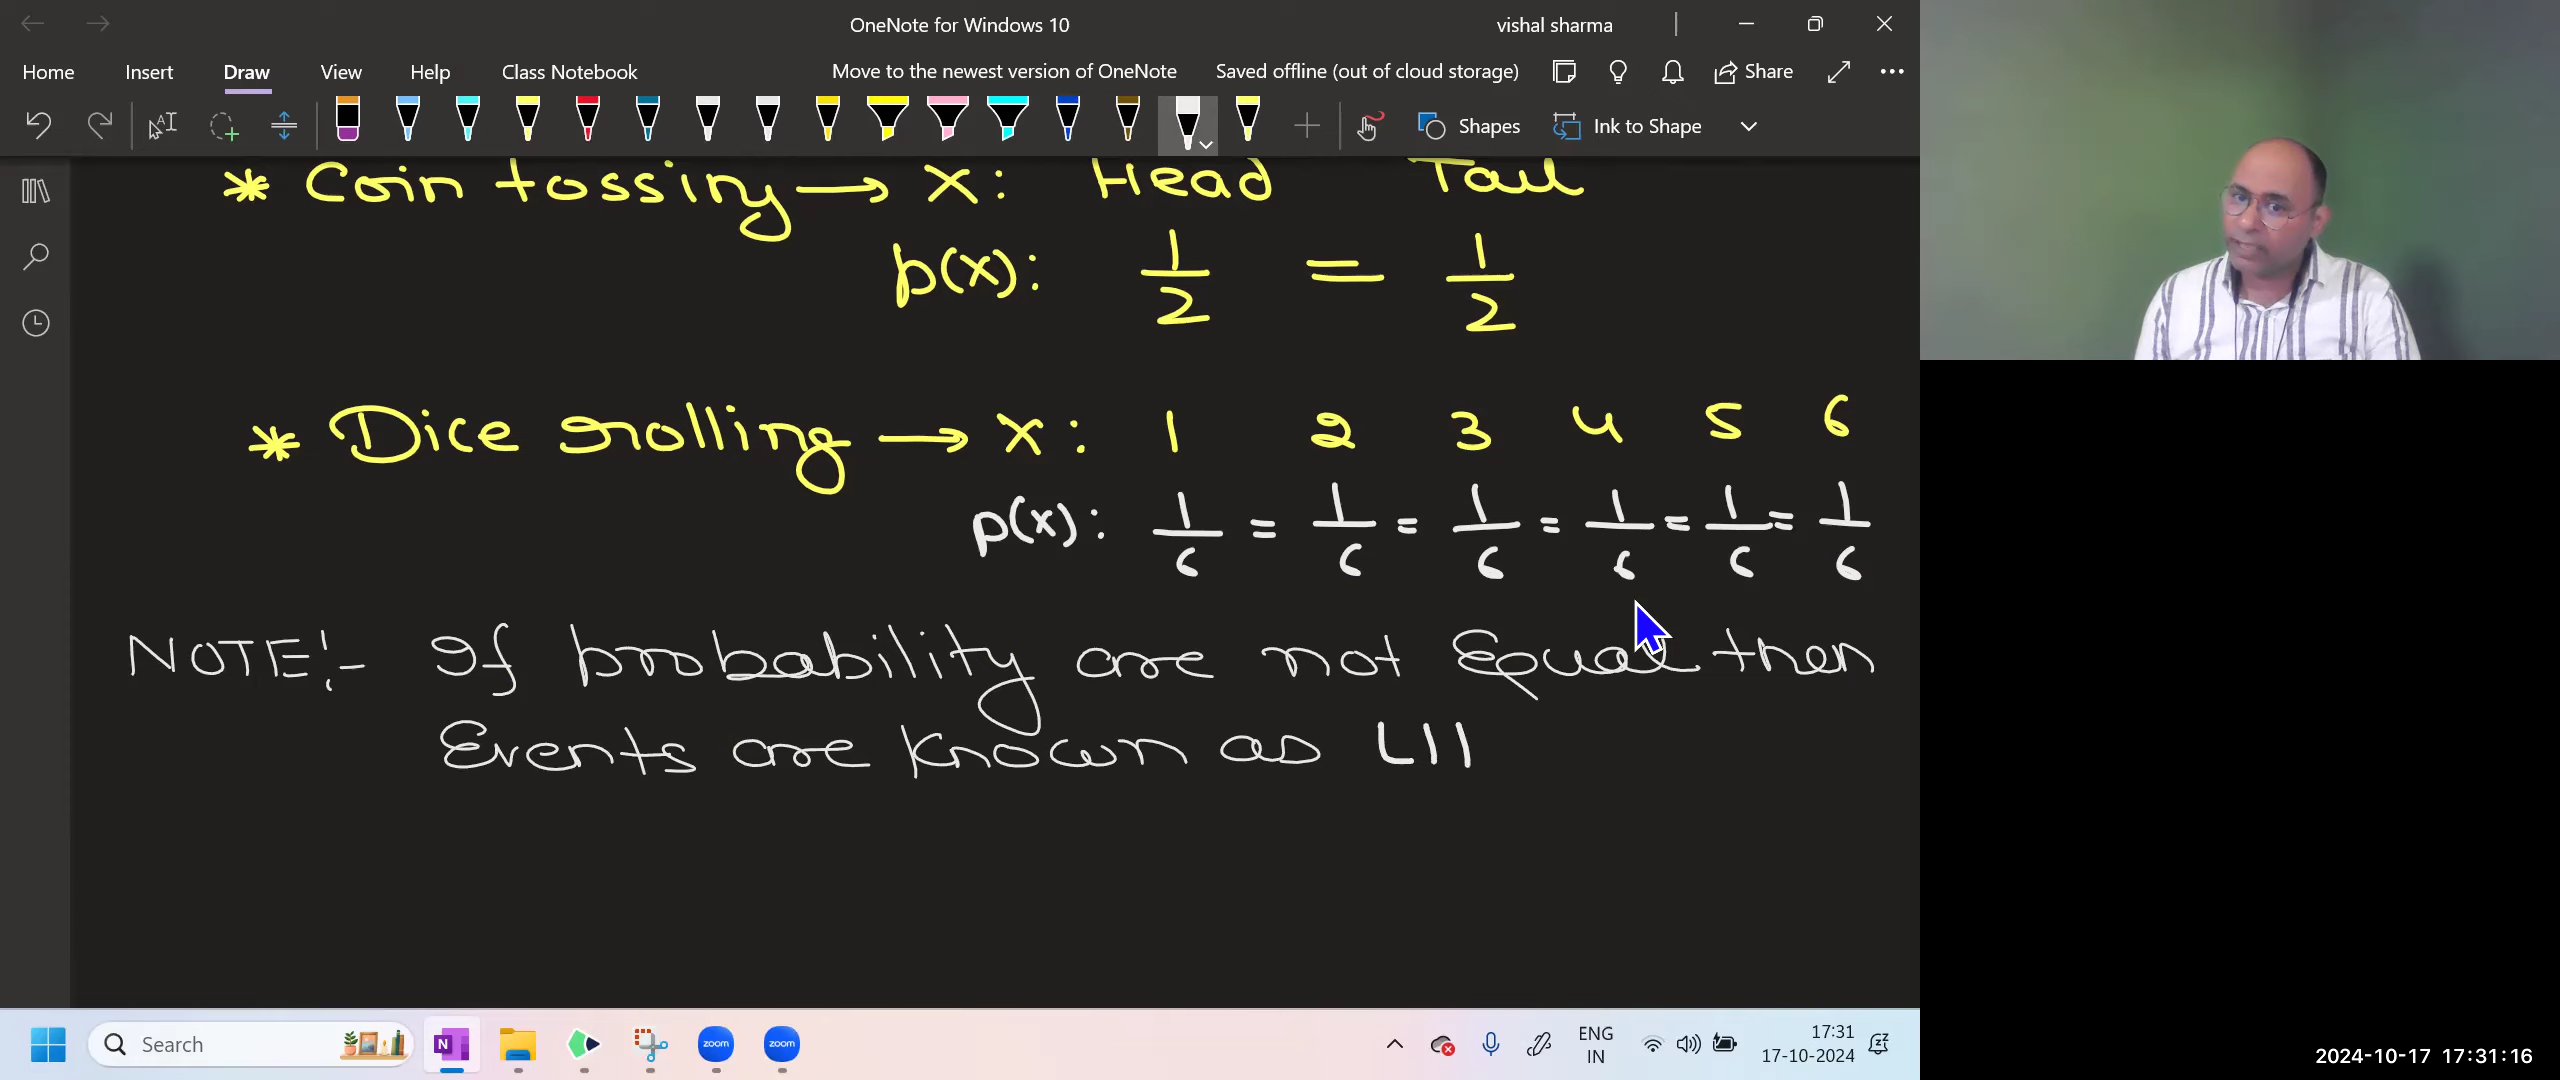 OneNote for Windows 10
vishal sharma
Home Insert Draw View Help Class Notebook Move to the newest version of OneNote Saved offline (out of cloud storage) Share
Shapes Ink to Shape
* Coin tossing → X: Head Tail
p(x): 1/2 = 1/2
* Dice rolling → X: 1 2 3 4 5 6
p(x): 1/6 = 1/6 = 1/6 = 1/6 = 1/6 = 1/6
NOTE:- If probability are not Equal then
Events are known as
Search
zoom zoom
ENG
IN
17:31
17-10-2024
2024-10-17 17:31:16